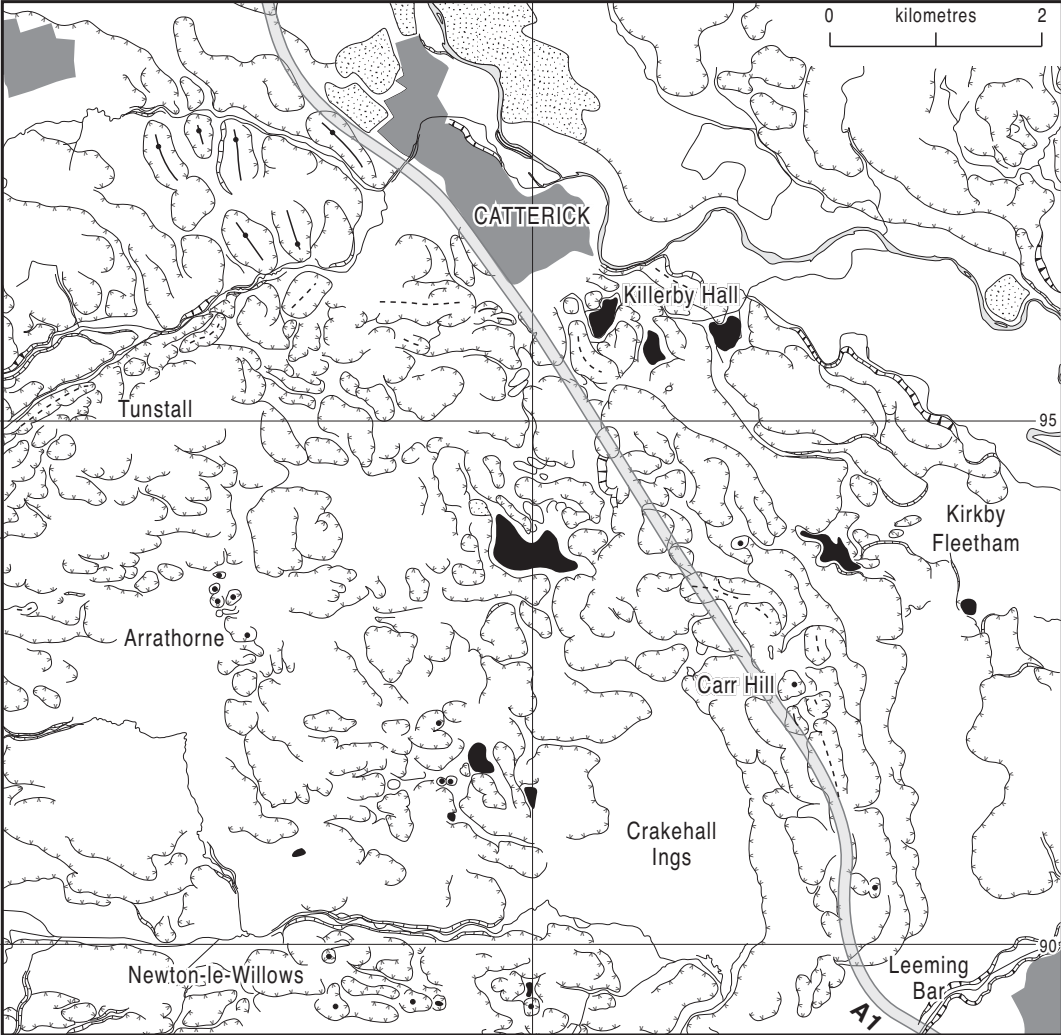 0 kilometres 2
CATTERICK
Killerby Hall
Tunstall
95
Kirkby
Fleetham
Arrathorne
Carr Hill
Crakehall
Ings
90
Newton-le-Willows
Leeming
Bar
A1